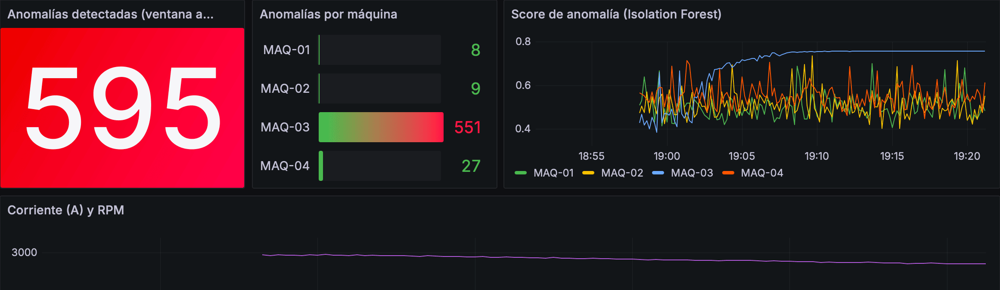 Anomalías detectadas (ventana a...
595
Anomalías por máquina
MAQ-01 8
MAQ-02 9
MAQ-03 551
MAQ-04 27
Score de anomalía (Isolation Forest)
0.8
0.6
0.4
18:55 19:00 19:05 19:10 19:15 19:20
MAQ-01 MAQ-02 MAQ-03 MAQ-04
Corriente (A) y RPM
3000